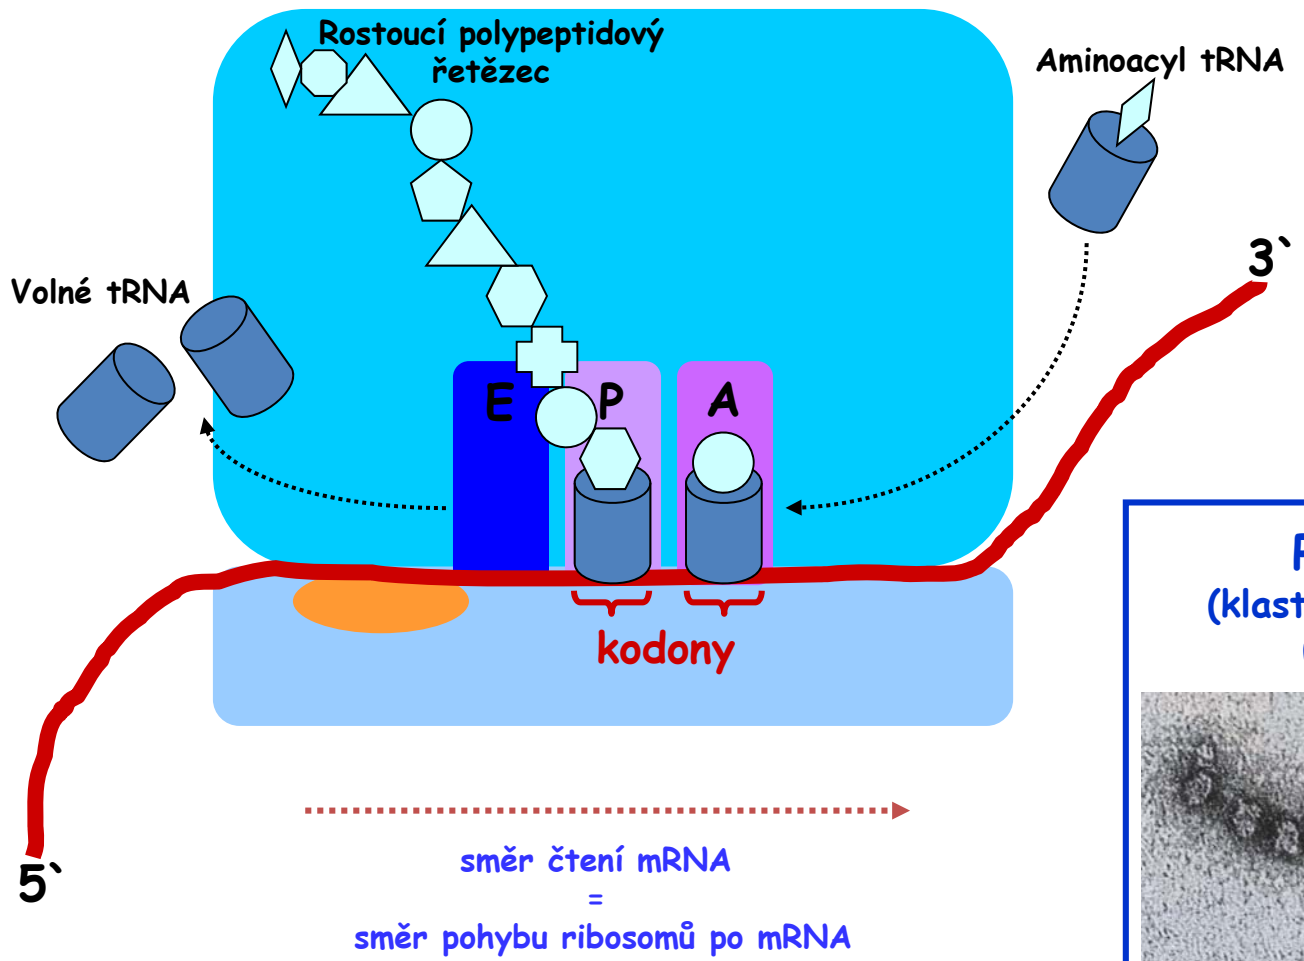 Rostoucí polypeptidový
řetězec
Aminoacyl tRNA
3`
Volné tRNA
E
P
A
kodony
5`
směr čtení mRNA
=
směr pohybu ribosomů po mRNA